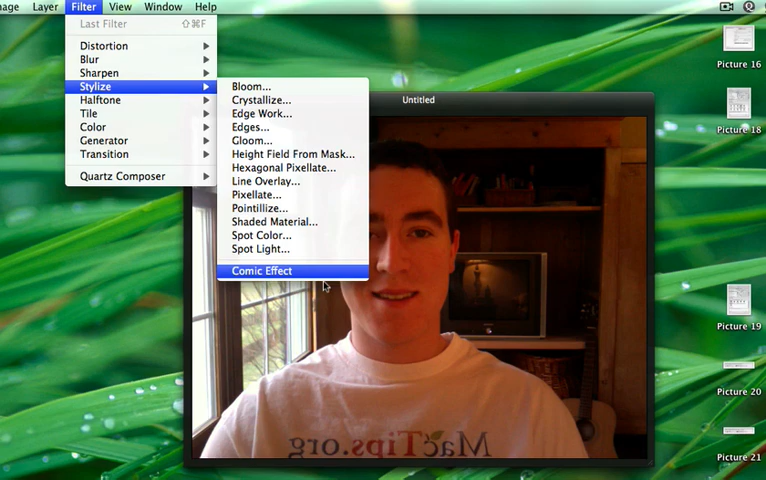 mage Layer Filter View Window Help
Last Filter ⇧⌘F
Distortion
Blur
Sharpen
Stylize
Halftone
Tile
Color
Generator
Transition
Quartz Composer
Bloom...
Crystallize...
Edge Work...
Edges...
Gloom...
Height Field From Mask...
Hexagonal Pixellate...
Line Overlay...
Pixellate...
Pointillize...
Shaded Material...
Spot Color...
Spot Light...
Comic Effect
Untitled
MacTips.org
Picture 16
Picture 18
Picture 19
Picture 20
Picture 21